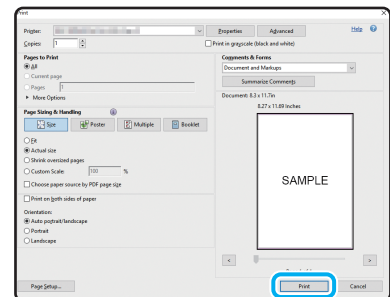 Print
Printer: Properties Advanced Help
Copies: 1 Print in grayscale (black and white)
Pages to Print
All
Current page
Pages 1
More Options
Page Sizing & Handling
Size Poster Multiple Booklet
Fit
Actual size
Shrink oversized pages
Custom Scale: 100 %
Choose paper source by PDF page size
Print on both sides of paper
Orientation:
Auto portrait/landscape
Portrait
Landscape
Comments & Forms
Document and Markups
Summarize Comments
Document: 8.3 x 11.7in
8.27 x 11.69 Inches
SAMPLE
< >
Page Setup... Print Cancel